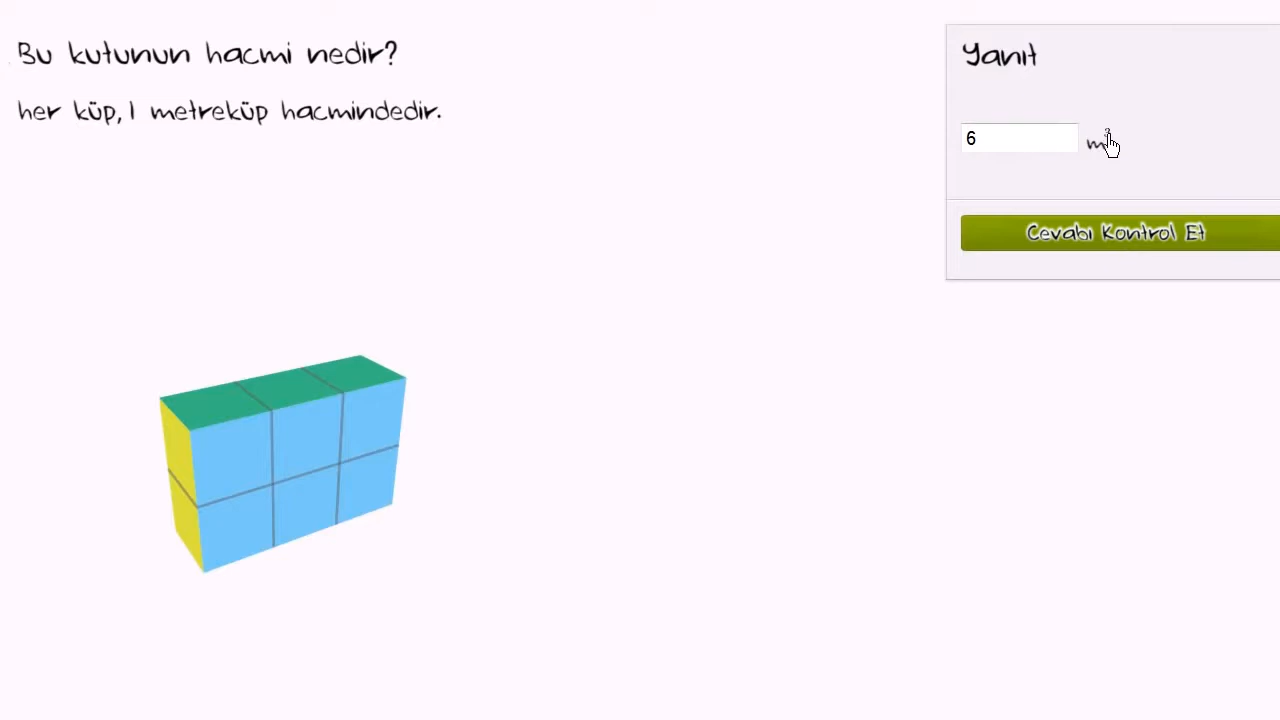 Bu kutunun hacmi nedir?
her küp, 1 metreküp hacmindedir.
Yanıt
6
Cevabı Kontrol Et